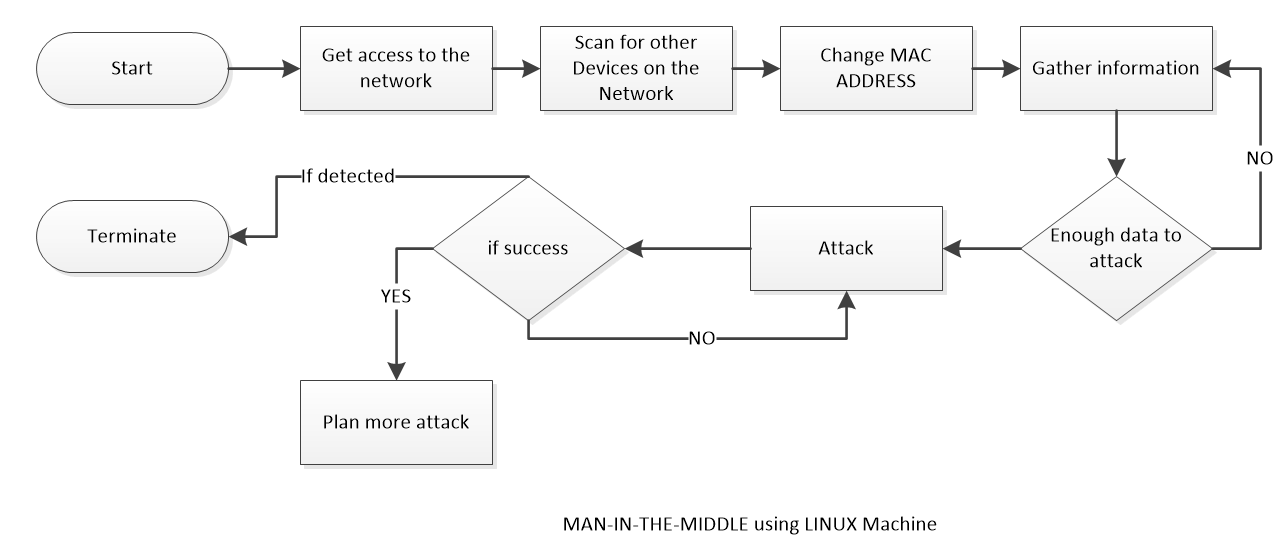 Start
Get access to the
network
Scan for other
Devices on the
Network
Change MAC
ADDRESS
Gather information
NO
Enough data to
attack
Attack
if success
If detected
Terminate
YES
NO
Plan more attack
MAN-IN-THE-MIDDLE using LINUX Machine